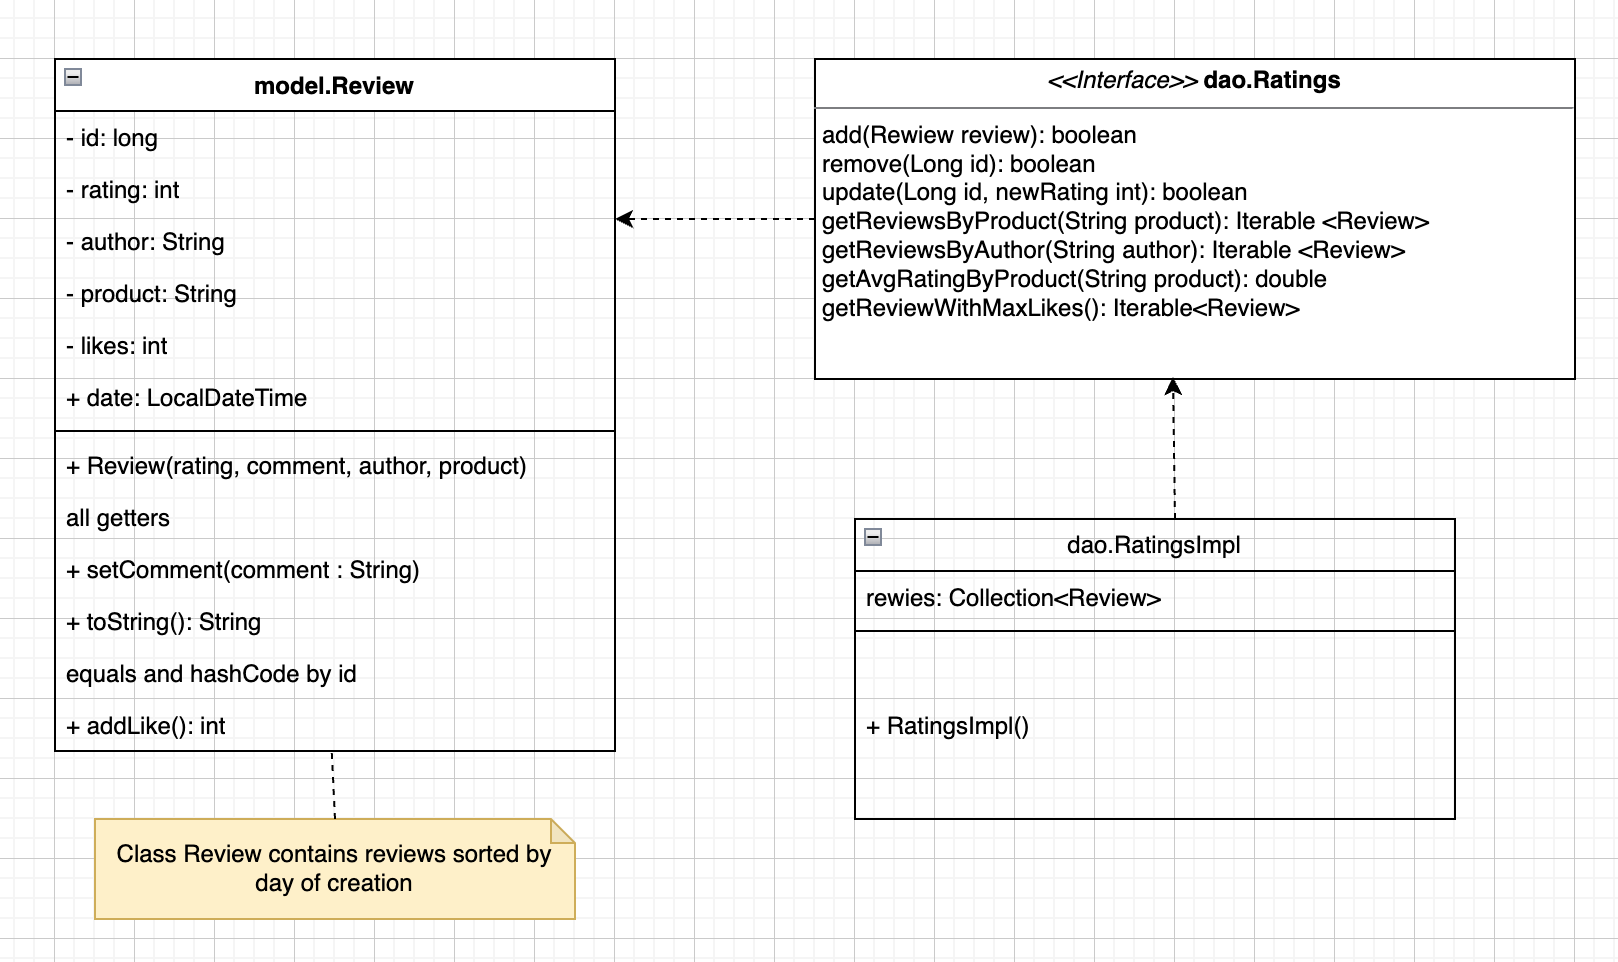 model.Review
- id: long
- rating: int
- author: String
- product: String
- likes: int
+ date: LocalDateTime
+ Review(rating, comment, author, product)
all getters
+ setComment(comment : String)
+ toString(): String
equals and hashCode by id
+ addLike(): int
Class Review contains reviews sorted by
day of creation
<<Interface>> dao.Ratings
add(Rewiew review): boolean
remove(Long id): boolean
update(Long id, newRating int): boolean
getReviewsByProduct(String product): Iterable <Review>
getReviewsByAuthor(String author): Iterable <Review>
getAvgRatingByProduct(String product): double
getReviewWithMaxLikes(): Iterable<Review>
dao.RatingsImpl
rewies: Collection<Review>
+ RatingsImpl()